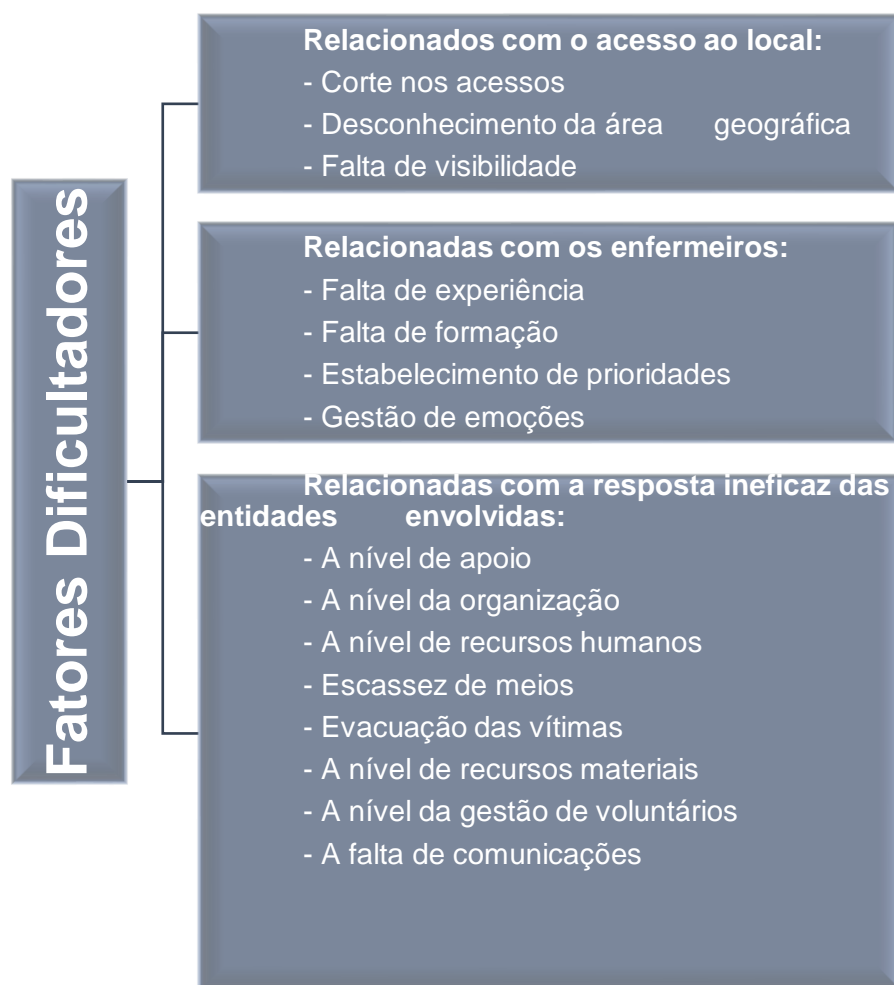 Fatores Dificultadores
Relacionados com o acesso ao local:
- Corte nos acessos
- Desconhecimento da área geográfica
- Falta de visibilidade
Relacionadas com os enfermeiros:
- Falta de experiência
- Falta de formação
- Estabelecimento de prioridades
- Gestão de emoções
Relacionadas com a resposta ineficaz das
entidades envolvidas:
- A nível de apoio
- A nível da organização
- A nível de recursos humanos
- Escassez de meios
- Evacuação das vítimas
- A nível de recursos materiais
- A nível da gestão de voluntários
- A falta de comunicações